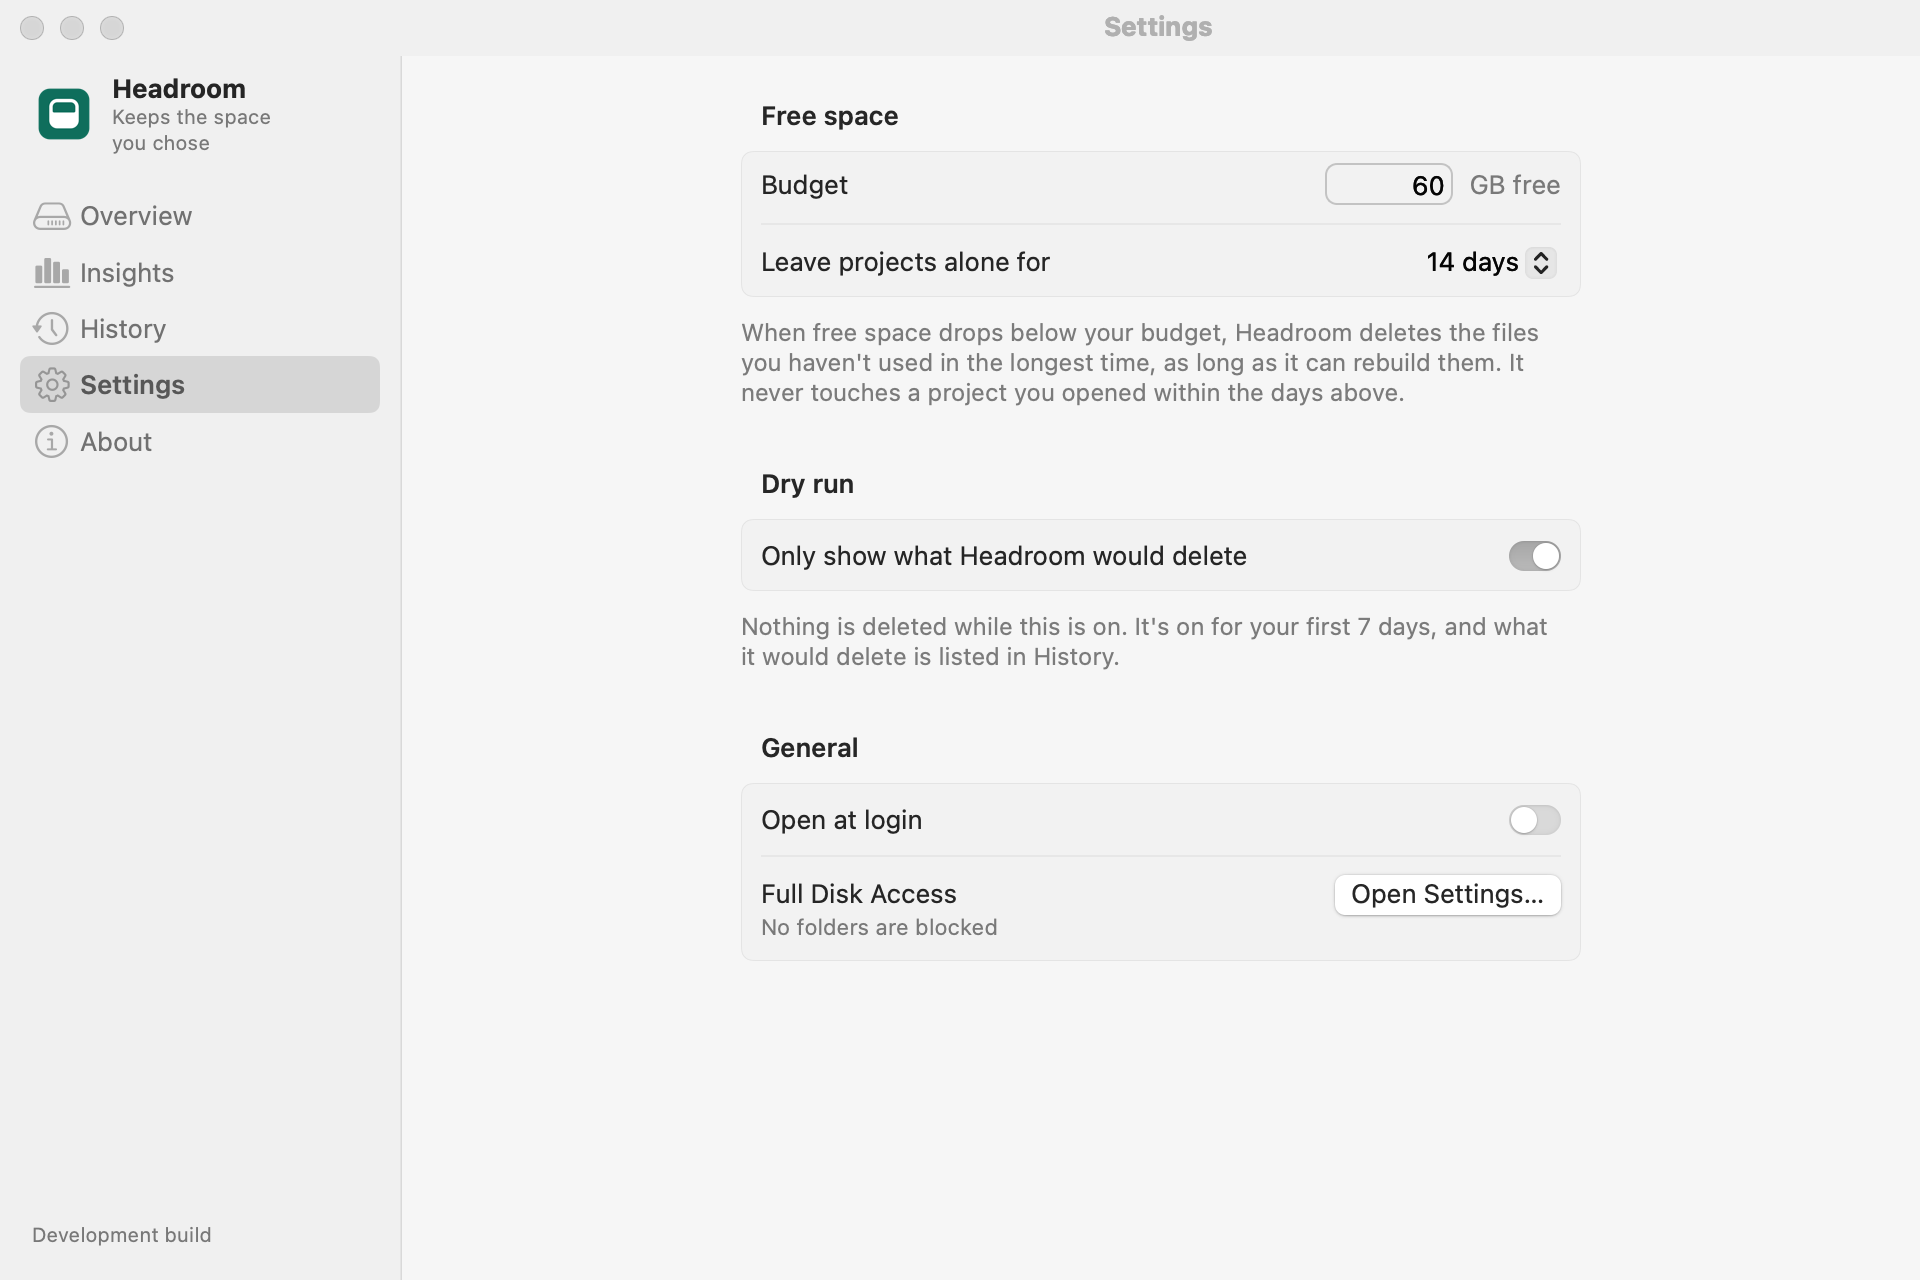 Settings
Headroom
Keeps the space
you chose
Overview
Insights
History
Settings
About
Development build
Free space
Budget 60 GB free
Leave projects alone for 14 days
When free space drops below your budget, Headroom deletes the files
you haven't used in the longest time, as long as it can rebuild them. It
never touches a project you opened within the days above.
Dry run
Only show what Headroom would delete
Nothing is deleted while this is on. It's on for your first 7 days, and what
it would delete is listed in History.
General
Open at login
Full Disk Access Open Settings...
No folders are blocked